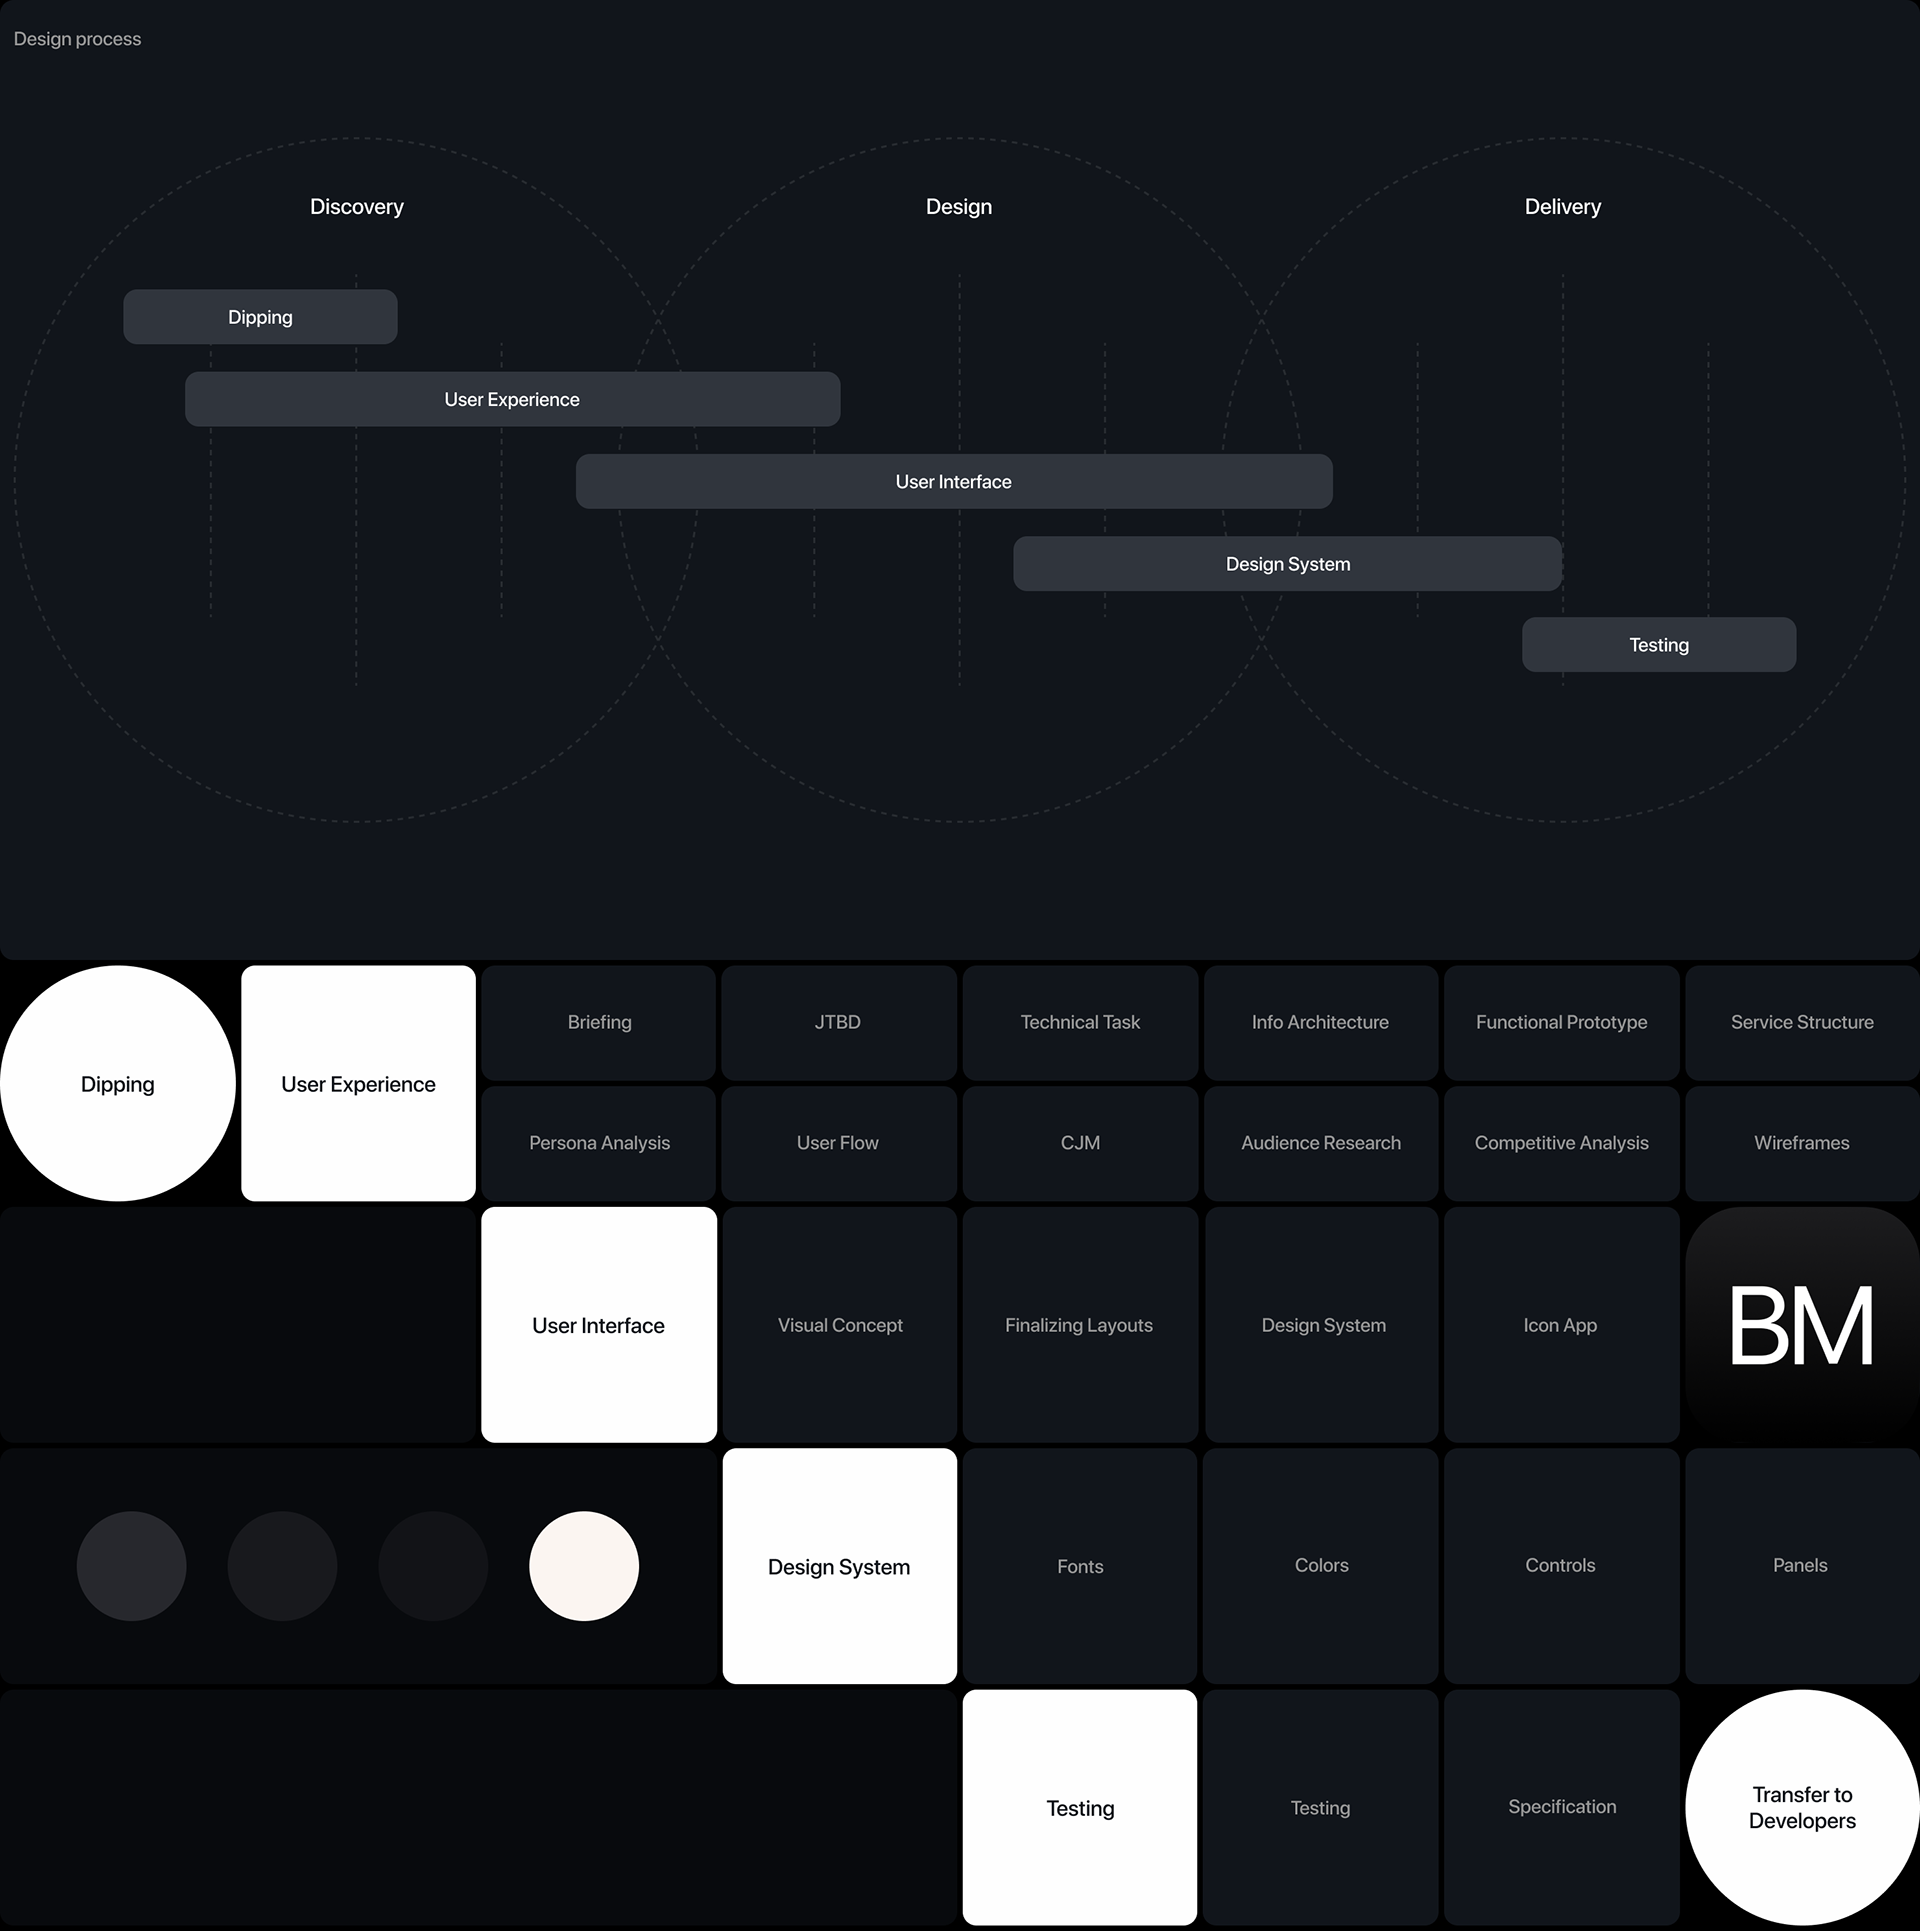 Design process
Discovery
Design
Delivery
Dipping
User Experience
User Interface
Design System
Testing
Dipping
User Experience
Briefing
JTBD
Technical Task
Info Architecture
Functional Prototype
Service Structure
Persona Analysis
User Flow
CJM
Audience Research
Competitive Analysis
Wireframes
User Interface
Visual Concept
Finalizing Layouts
Design System
Icon App
BM
Design System
Fonts
Colors
Controls
Panels
Testing
Testing
Specification
Transfer to
Developers